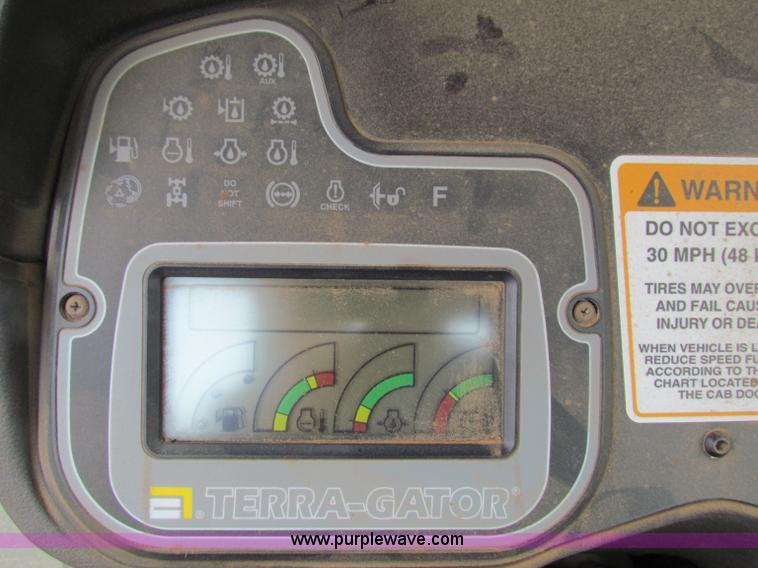 AUX.
DO
NOT
SHIFT
CHECK
F
WARN
DO NOT EXC
30 MPH (48
TIRES MAY OVER
AND FAIL CAUS
INJURY OR DEA
WHEN VEHICLE IS L
REDUCE SPEED FU
ACCORDING TO TH
CHART LOCATED
THE CAB DOO
TERRA-GATOR®
www.purplewave.com